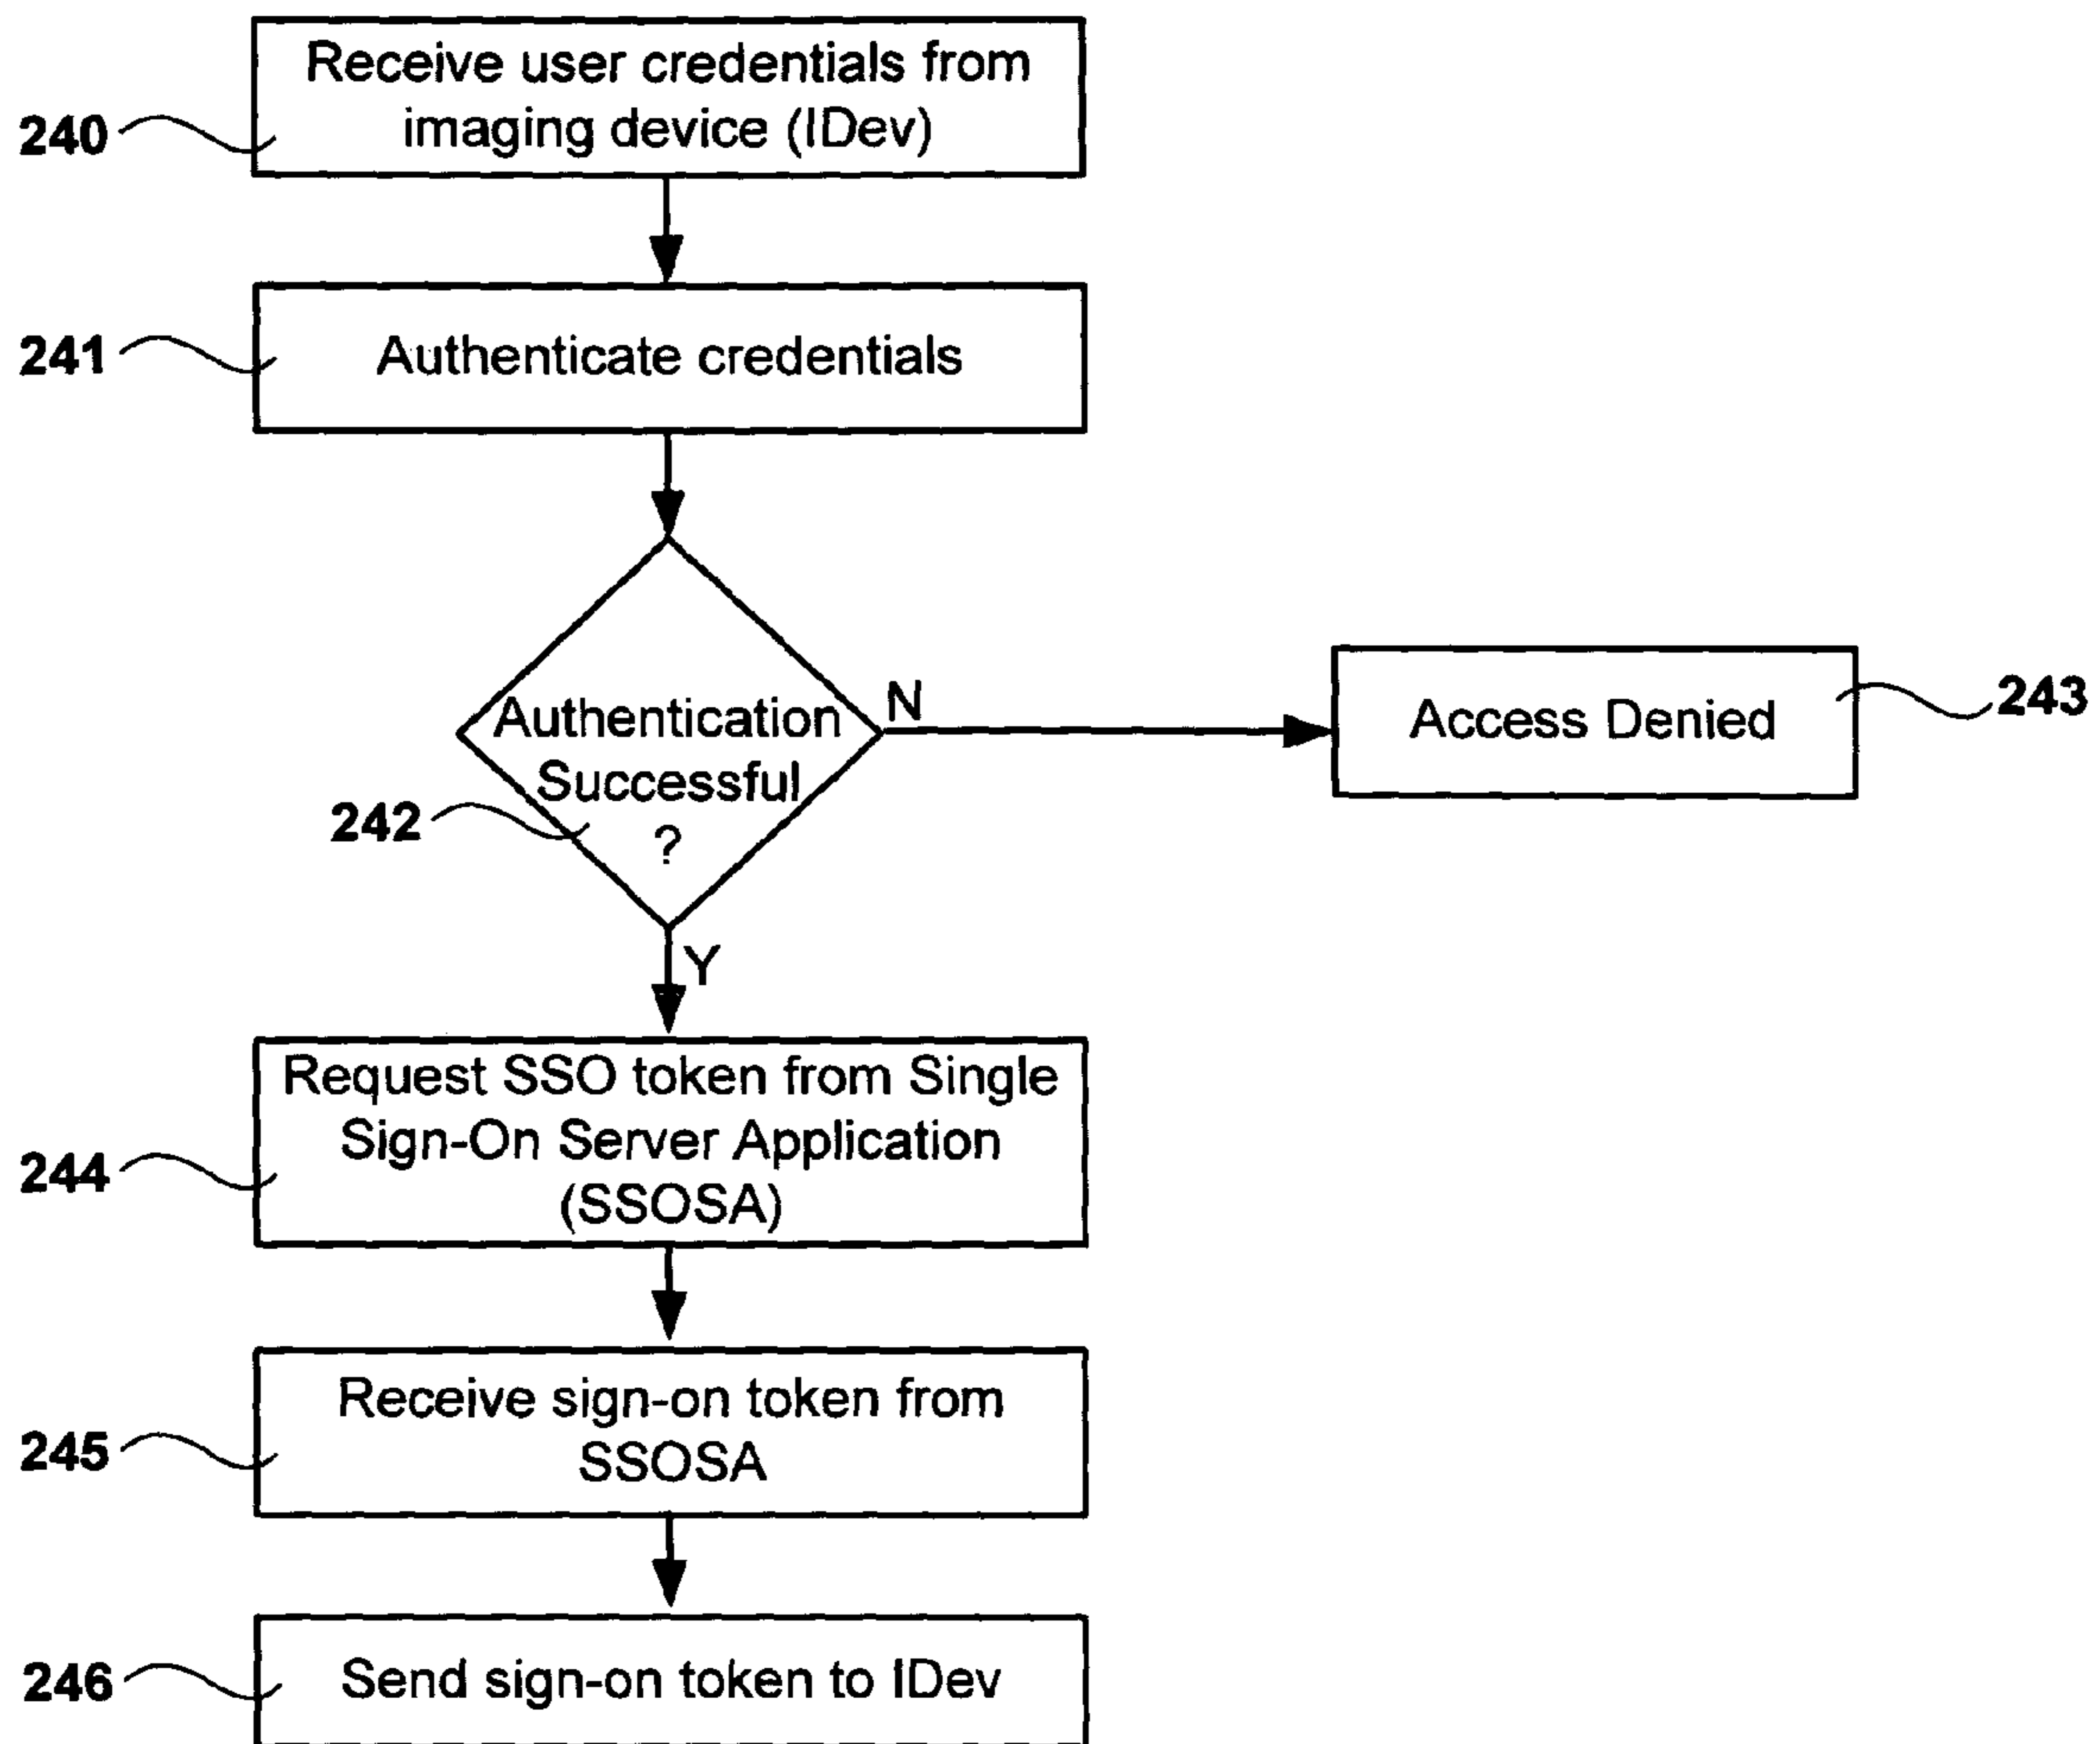 Receive user credentials from
imaging device (IDev)
240
Authenticate credentials
241
Authentication
Successful
?
242
N
Access Denied
243
Y
Request SSO token from Single
Sign-On Server Application
(SSOSA)
244
Receive sign-on token from
SSOSA
245
Send sign-on token to IDev
246